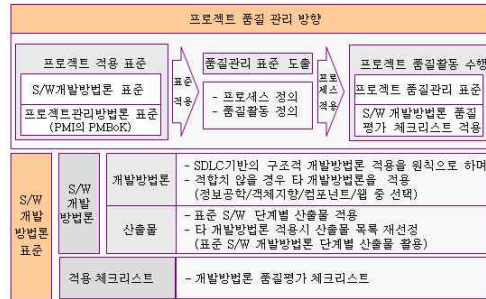 프로젝트 품질 관리 방향
프로젝트 적용 표준
S/W개발방법론 표준
프로젝트관리방법론 표준
(PMI의 PMBoK)
표준
적용
품질관리 표준 도출
- 프로세스 정의
- 품질활동 정의
프로
세스
적용
프로젝트 품질활동 수행
프로젝트 품질관리 표준
S/W 개발방법론 품질
평가 체크리스트 적용
S/W
개발
방법론
표준
S/W
개발
방법론
개발방법론
- SDLC기반의 구조적 개발방법론 적용을 원칙으로 하며
- 적합치 않을 경우 타 개발방법론을 적용
(정보공학/객체지향/컴포넌트/웹 중 선택)
산출물
- 표준 S/W 단계별 산출물 적용
- 타 개발방법론 적용시 산출물 목록 재선정
(표준 S/W 개발방법론 단계별 산출물 활용)
적용 체크리스트
- 개발방법론 품질평가 체크리스트